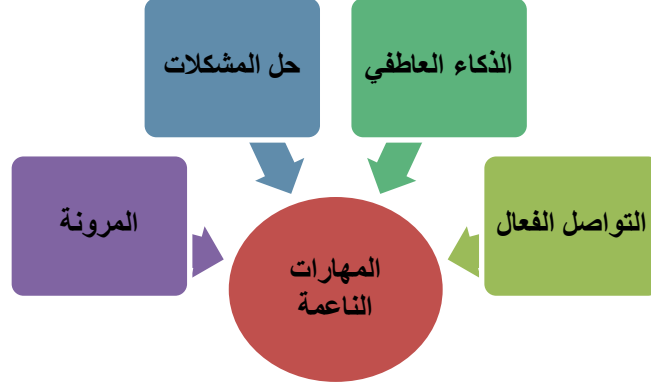 الذكاء العاطفي
حل المشكلات
التواصل الفعال
المرونة
المهارات
الناعمة